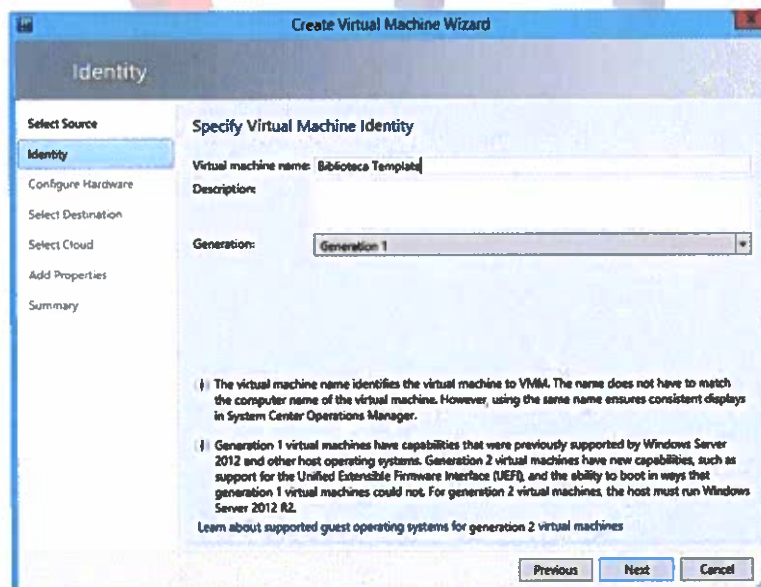 Create Virtual Machine Wizard
Identity
Select Source
Identity
Configure Hardware
Select Destination
Select Cloud
Add Properties
Summary
Specify Virtual Machine Identity
Virtual machine name: Biblioteca Template
Description:
Generation: Generation 1
The virtual machine name identifies the virtual machine to VMM. The name does not have to match
the computer name of the virtual machine. However, using the same name ensures consistent displays
in System Center Operations Manager.
Generation 1 virtual machines have capabilities that were previously supported by Windows Server
2012 and other host operating systems. Generation 2 virtual machines have new capabilities, such as
support for the Unified Extensible Firmware Interface (UEFI), and the ability to boot in ways that
generation 1 virtual machines could not. For generation 2 virtual machines, the host must run Windows
Server 2012 R2.
Learn about supported guest operating systems for generation 2 virtual machines
Previous Next Cancel